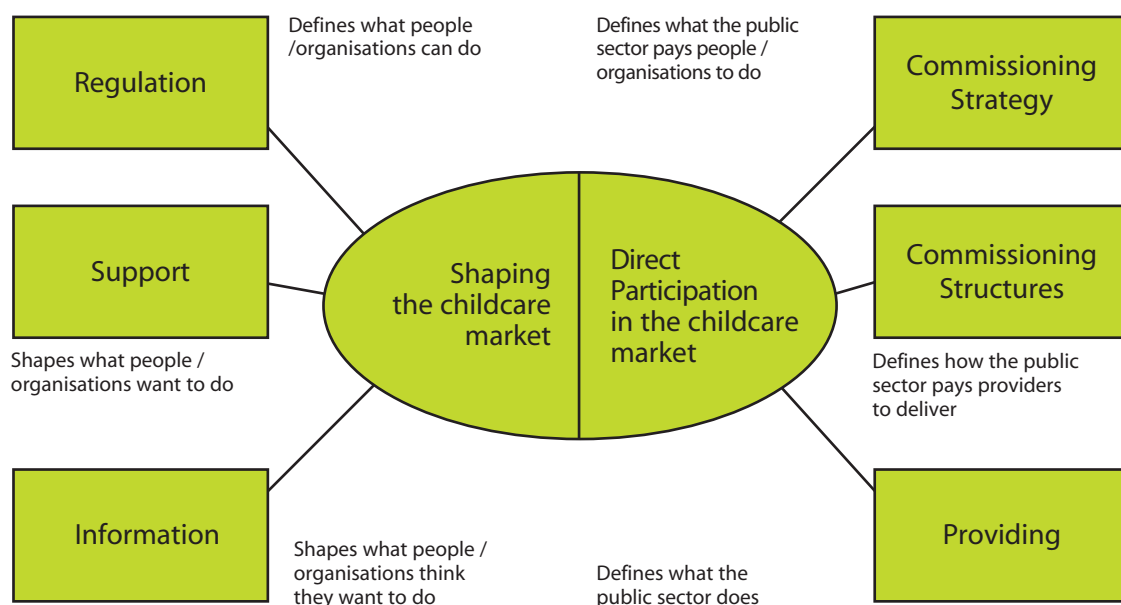 Regulation
Defines what people
/organisations can do
Defines what the public
sector pays people /
organisations to do
Commissioning
Strategy
Support
Shapes what people /
organisations want to do
Shaping
the childcare
market
Direct
Participation
in the childcare
market
Commissioning
Structures
Defines how the public
sector pays providers
to deliver
Information
Shapes what people /
organisations think
they want to do
Defines what the
public sector does
Providing